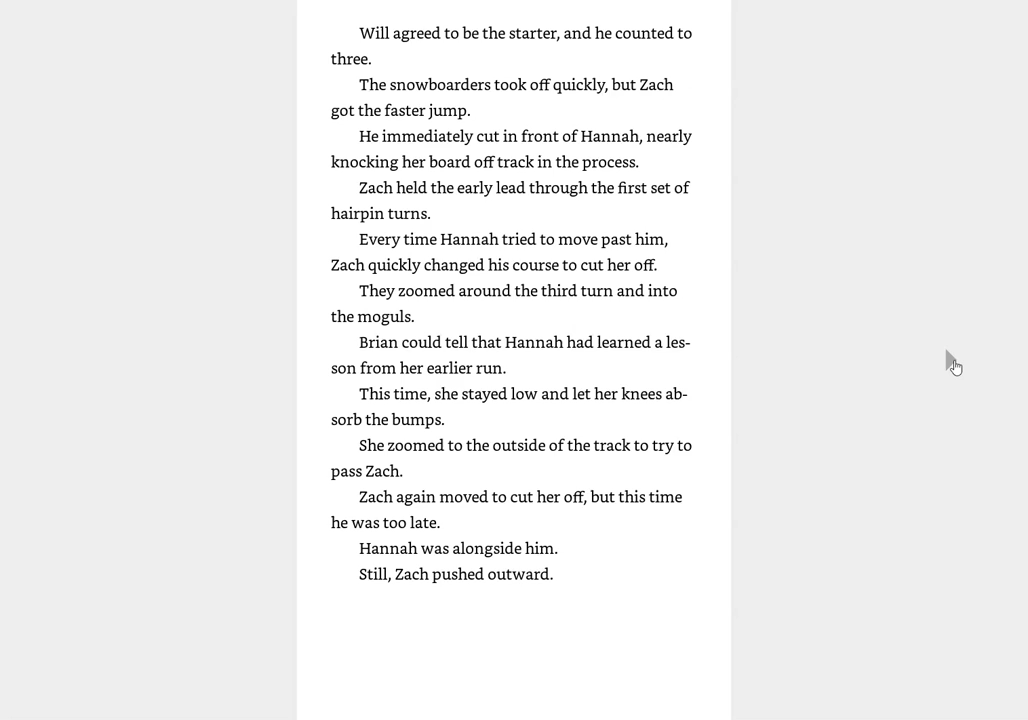 Will agreed to be the starter, and he counted to
three.
The snowboarders took off quickly, but Zach
got the faster jump.
He immediately cut in front of Hannah, nearly
knocking her board off track in the process.
Zach held the early lead through the first set of
hairpin turns.
Every time Hannah tried to move past him,
Zach quickly changed his course to cut her off.
They zoomed around the third turn and into
the moguls.
Brian could tell that Hannah had learned a les-
son from her earlier run.
This time, she stayed low and let her knees ab-
sorb the bumps.
She zoomed to the outside of the track to try to
pass Zach.
Zach again moved to cut her off, but this time
he was too late.
Hannah was alongside him.
Still, Zach pushed outward.